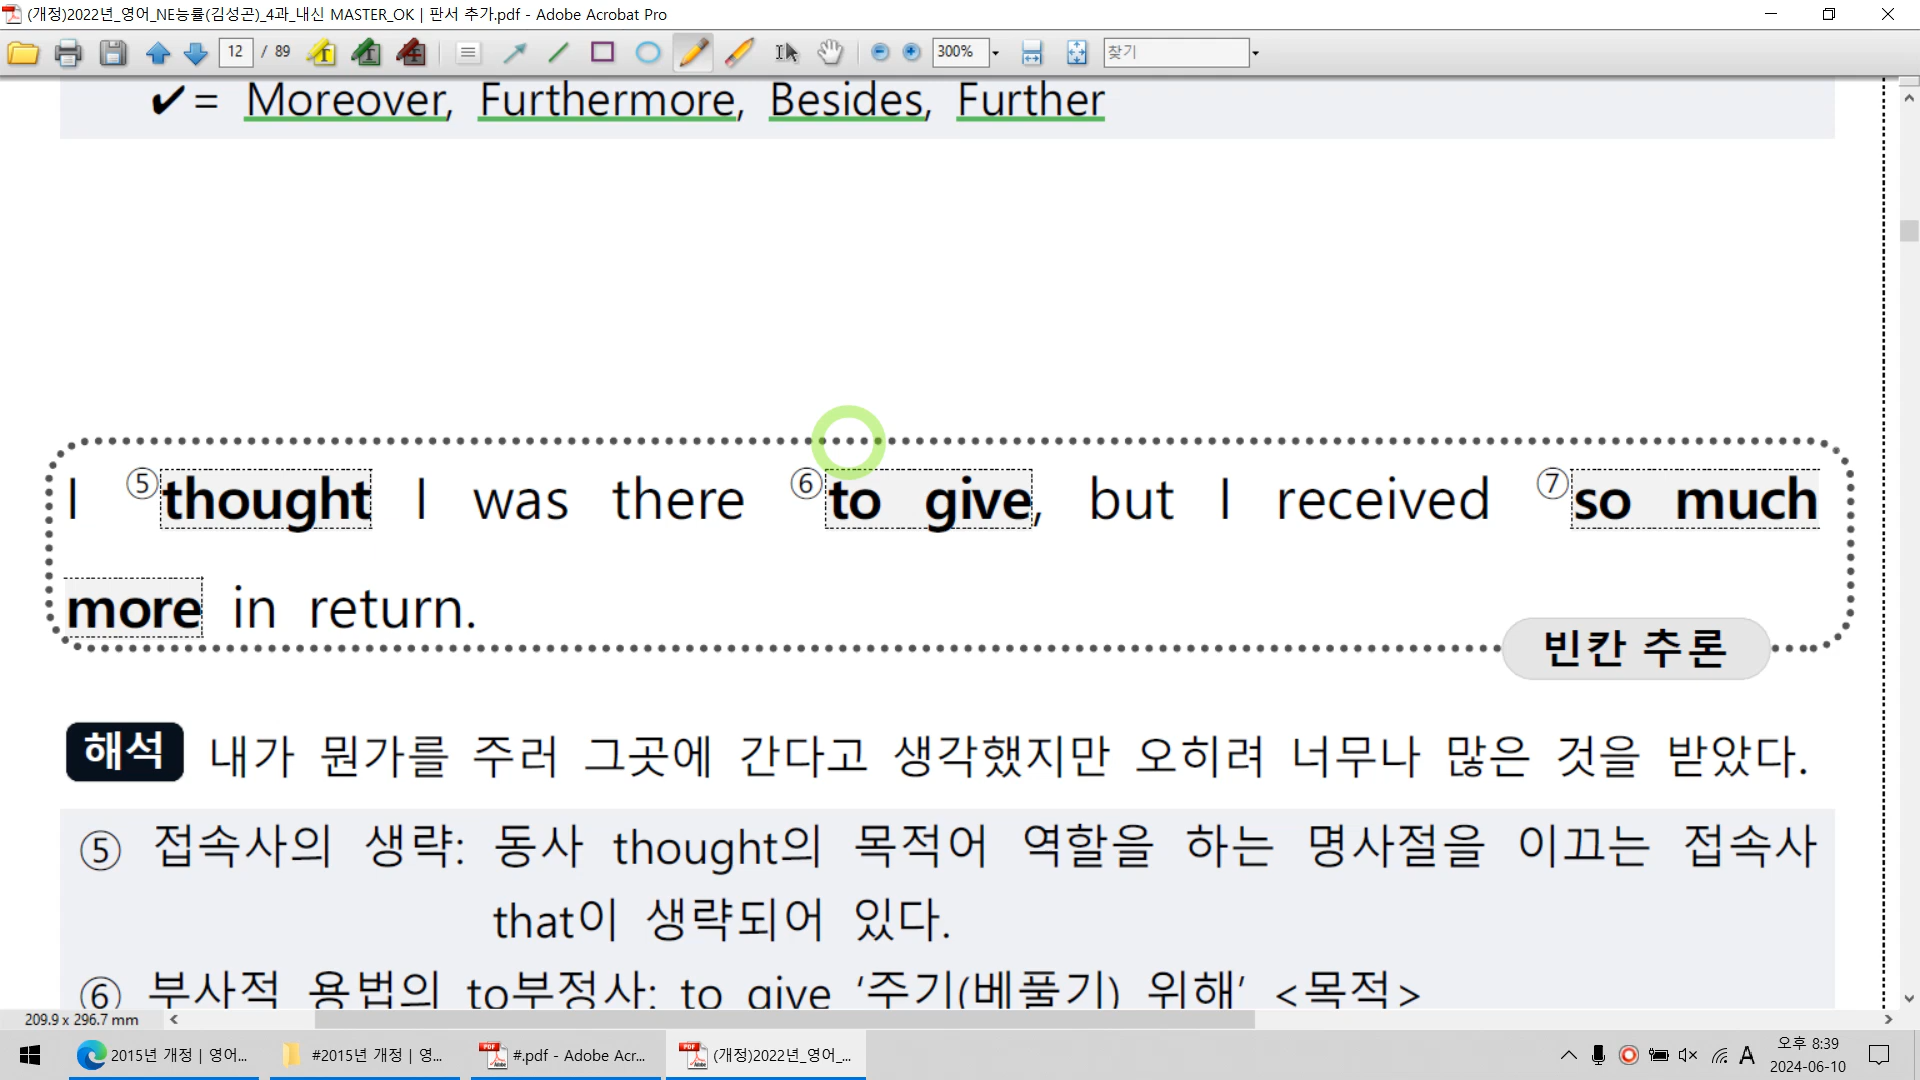 (개정)2022년_영어_NE능률(김성곤)_4과_내신 MASTER_OK | 판서 추가.pdf - Adobe Acrobat Pro
12 / 89 300% 찾기
✔= Moreover, Furthermore, Besides, Further
I ⑤thought I was there ⑥to give, but I received ⑦so much
more in return.
빈칸 추론
해석 내가 뭔가를 주러 그곳에 간다고 생각했지만 오히려 너무나 많은 것을 받았다.
⑤ 접속사의 생략: 동사 thought의 목적어 역할을 하는 명사절을 이끄는 접속사
that이 생략되어 있다.
⑥ 부사적 용법의 to부정사: to give ‘주기(베풀기) 위해’ <목적>
209.9 x 296.7 mm
2015년 개정 | 영어... #2015년 개정 | 영... #.pdf - Adobe Acr... (개정)2022년_영어_... A 오후 8:39
2024-06-10